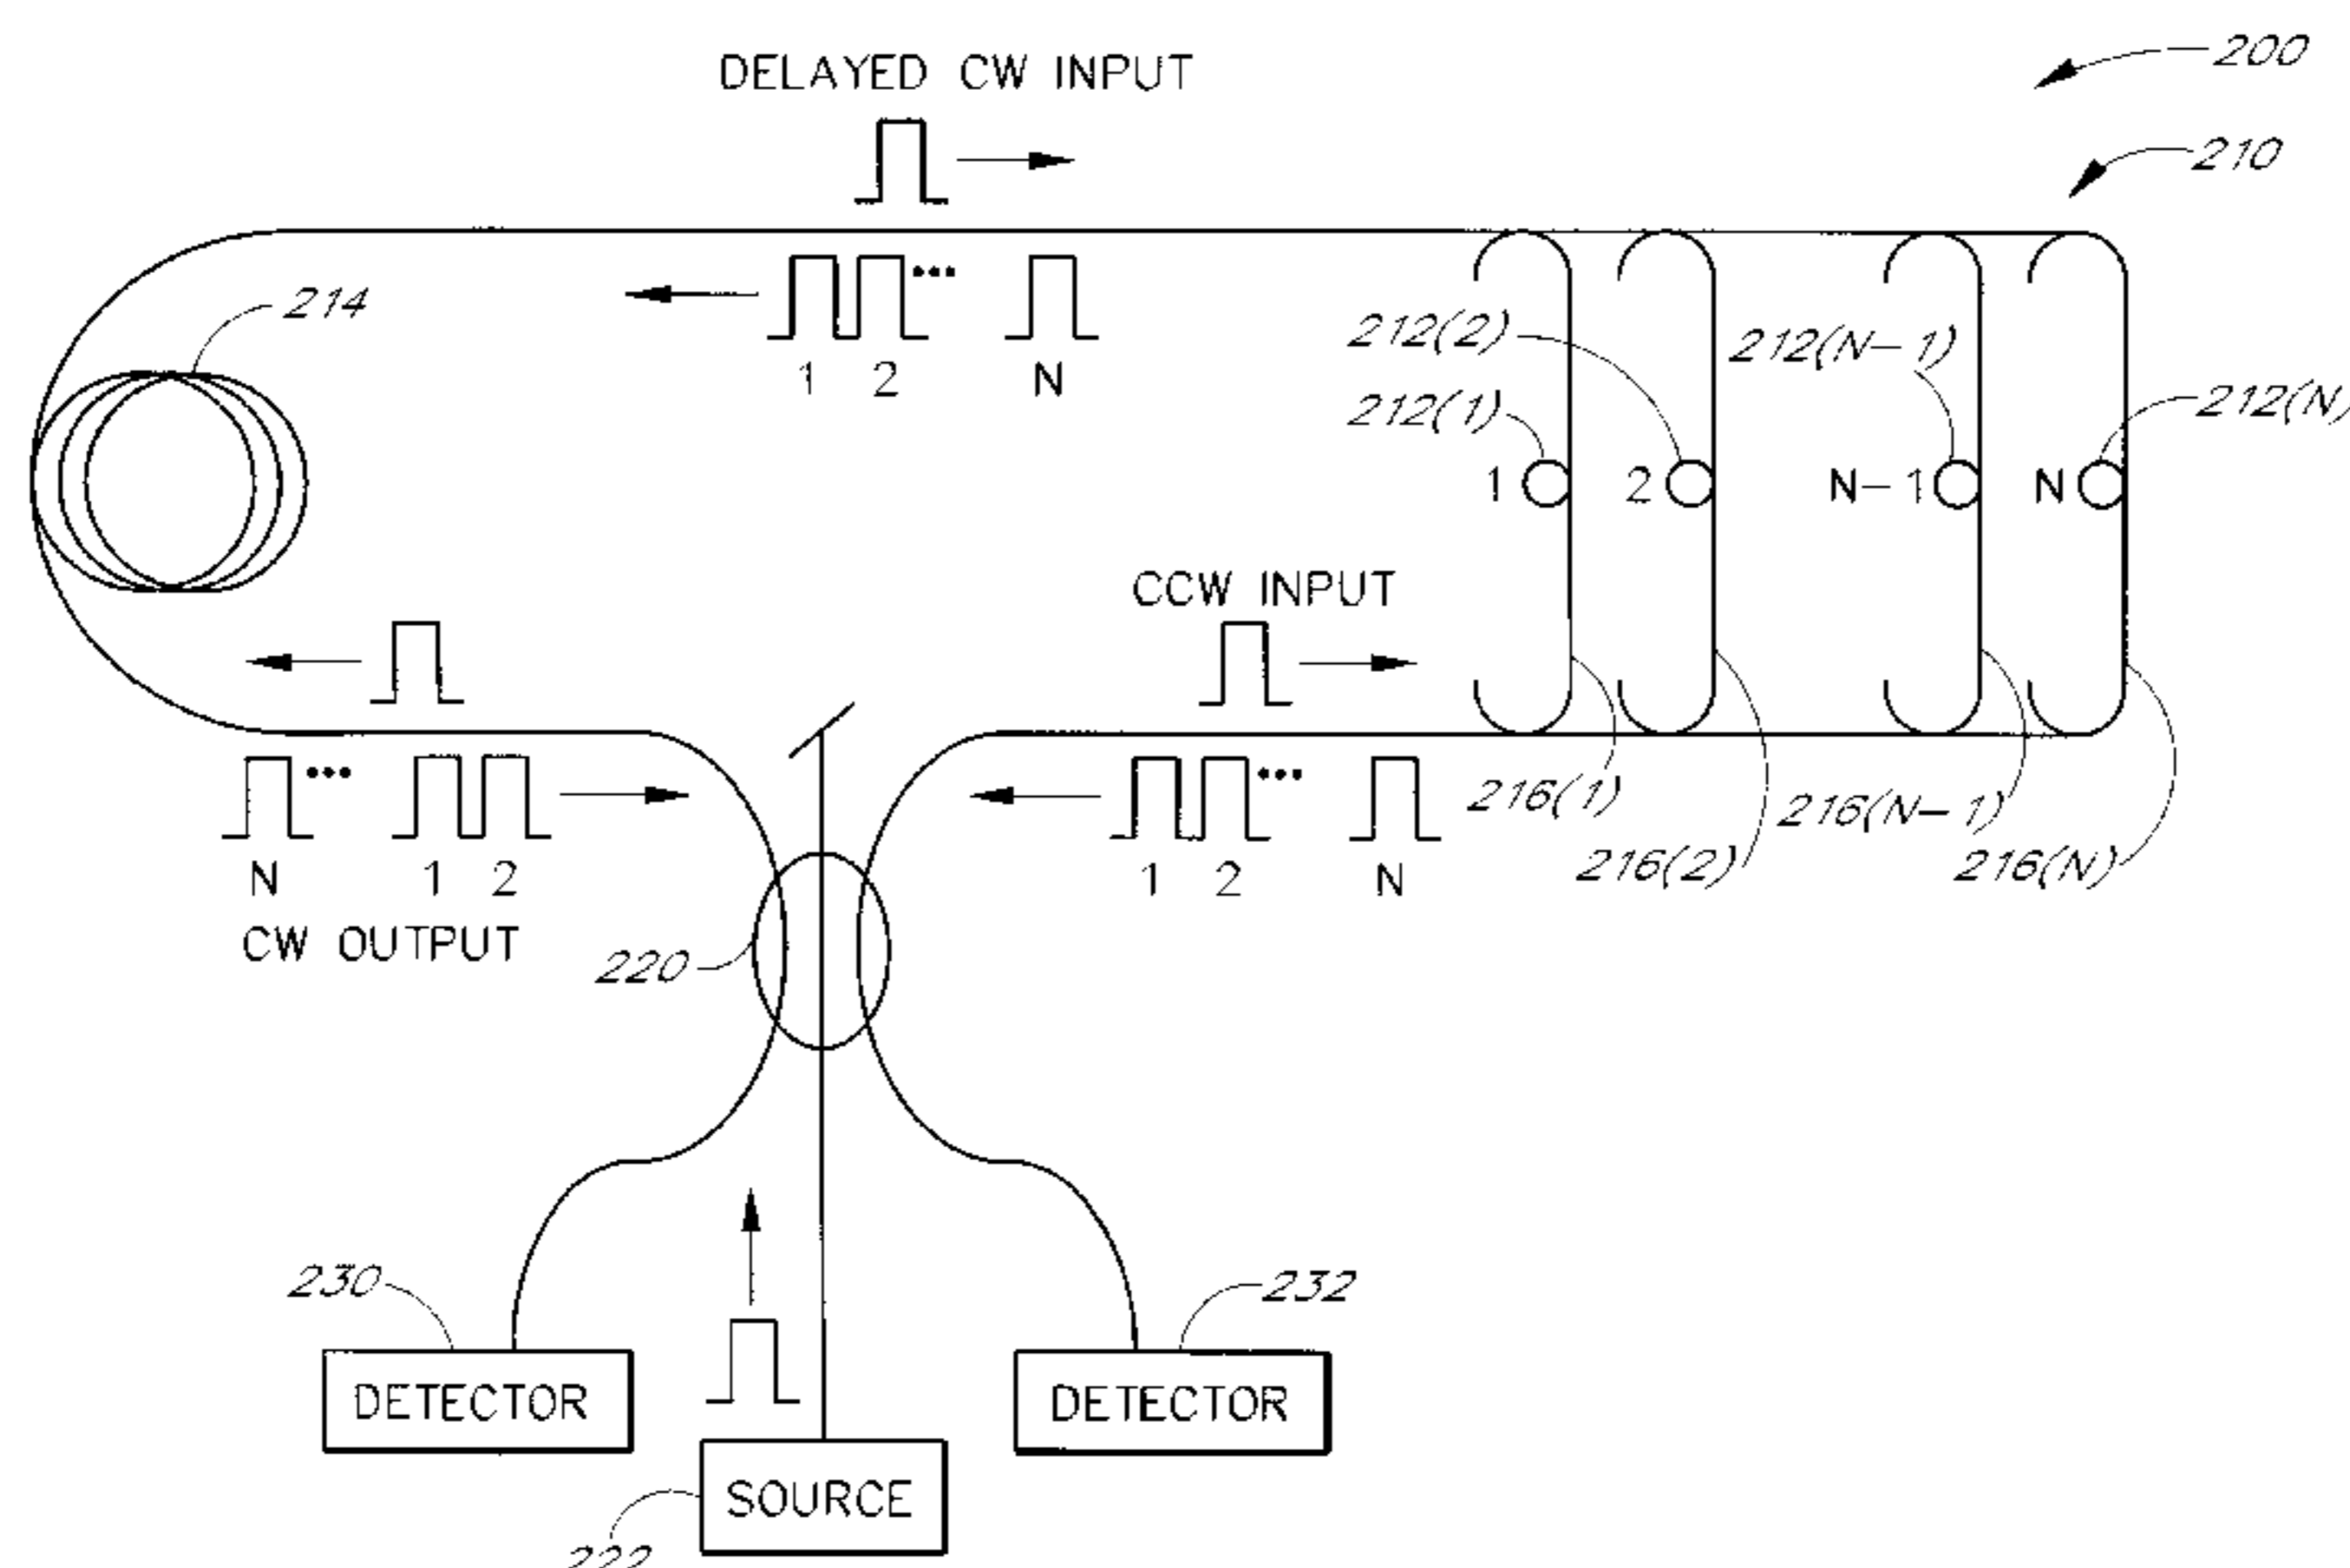 DELAYED CW INPUT
200
210
214
1 2 ••• N
212(2)
212(N-1)
212(1)
212(N)
1 2 N-1 N
CCW INPUT
N ••• 1 2
1 2 ••• N
216(1)
216(N-1)
216(2)
216(N)
CW OUTPUT
220
230
232
DETECTOR
DETECTOR
SOURCE
222